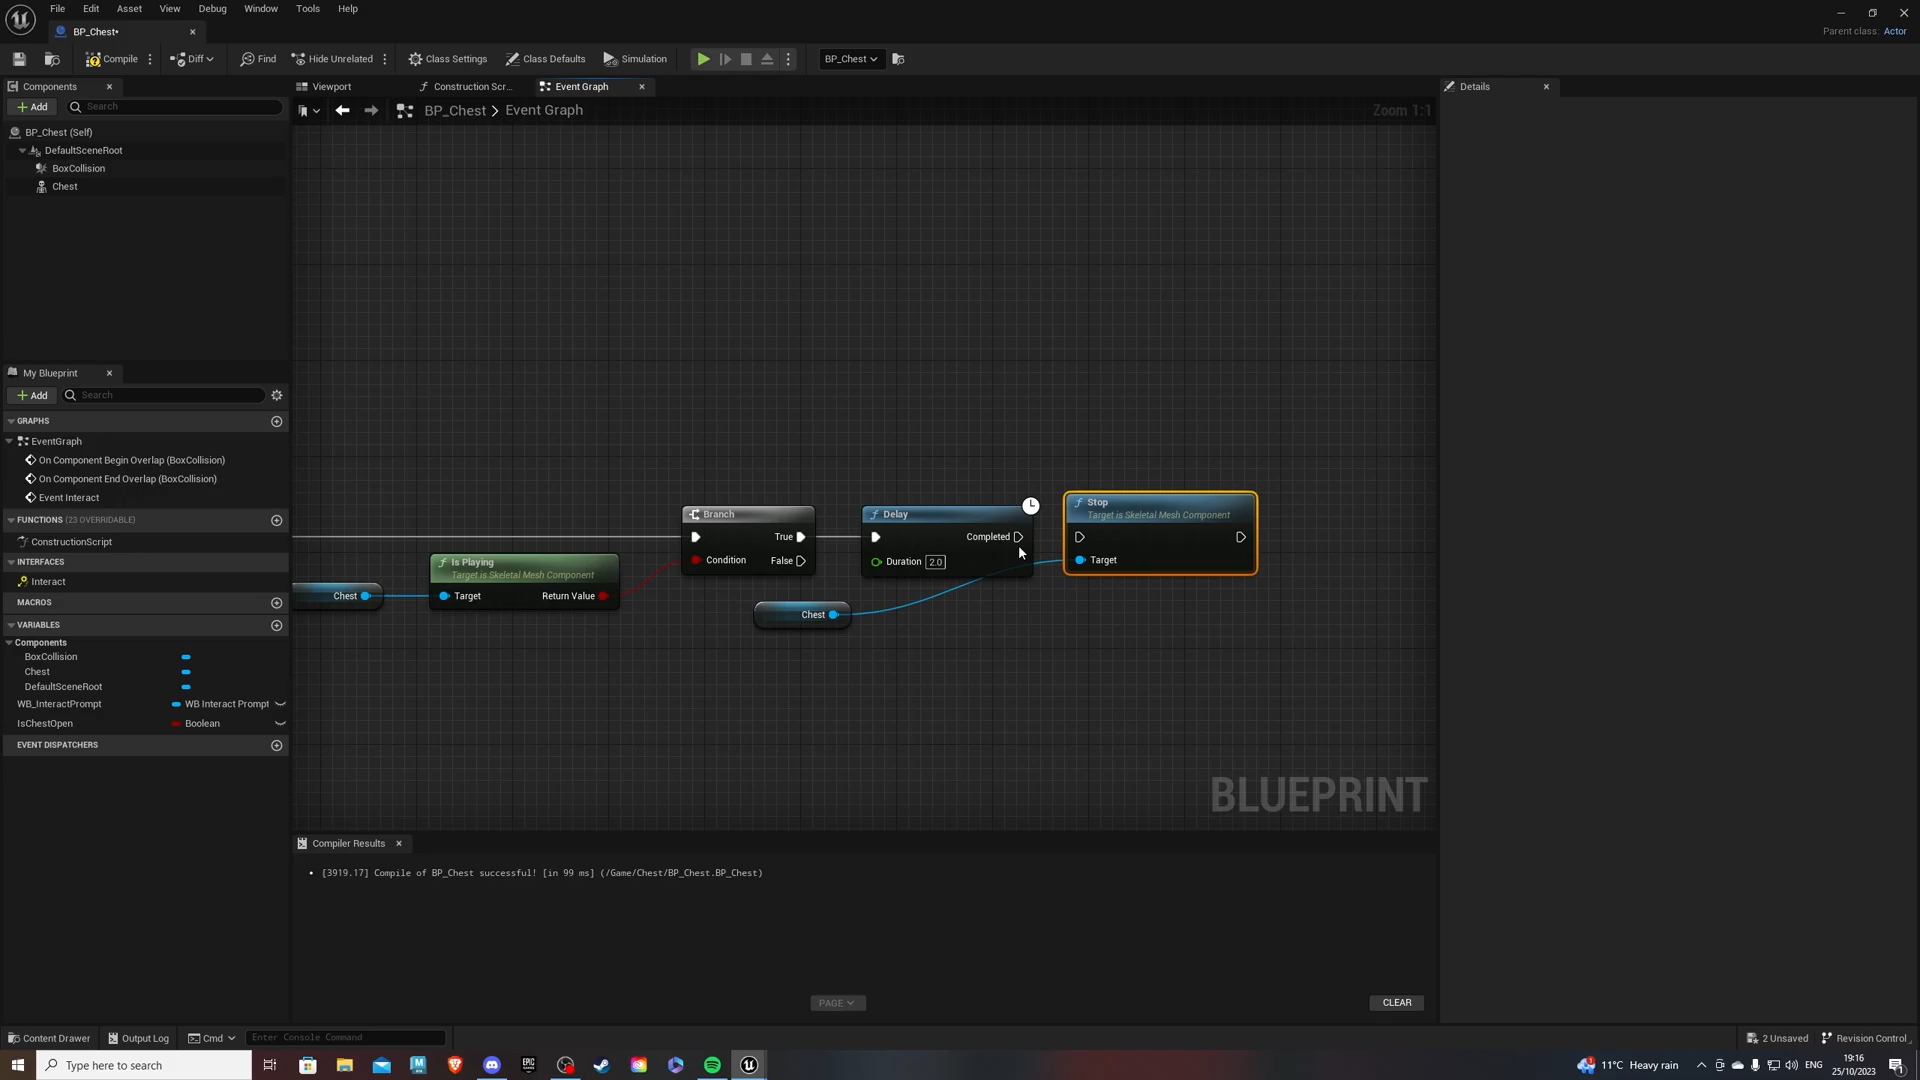 File Edit Asset View Debug Window Tools Help
BP_Chest•
Parent class: Actor
Compile Diff Find Hide Unrelated Class Settings Class Defaults Simulation BP_Chest
Components
Add Search
BP_Chest (Self)
DefaultSceneRoot
BoxCollision
Chest
My Blueprint
Add Search
GRAPHS
EventGraph
On Component Begin Overlap (BoxCollision)
On Component End Overlap (BoxCollision)
Event Interact
FUNCTIONS (23 OVERRIDABLE)
ConstructionScript
INTERFACES
Interact
MACROS
VARIABLES
Components
BoxCollision
Chest
DefaultSceneRoot
WB_InteractPrompt WB Interact Prompt
IsChestOpen Boolean
EVENT DISPATCHERS
Viewport Construction Scr... Event Graph
BP_Chest > Event Graph
Zoom 1:1
Chest
Is Playing
Target is Skeletal Mesh Component
Target Return Value
Branch
True
Condition False
Chest
Delay
Completed
Duration 2.0
Stop
Target is Skeletal Mesh Component
Target
BLUEPRINT
Compiler Results
• [3919.17] Compile of BP_Chest successful! [in 99 ms] (/Game/Chest/BP_Chest.BP_Chest)
PAGE
CLEAR
Details
Content Drawer Output Log Cmd Enter Console Command
2 Unsaved Revision Control
Type here to search
EPIC
11°C Heavy rain
ENG
19:16
25/10/2023